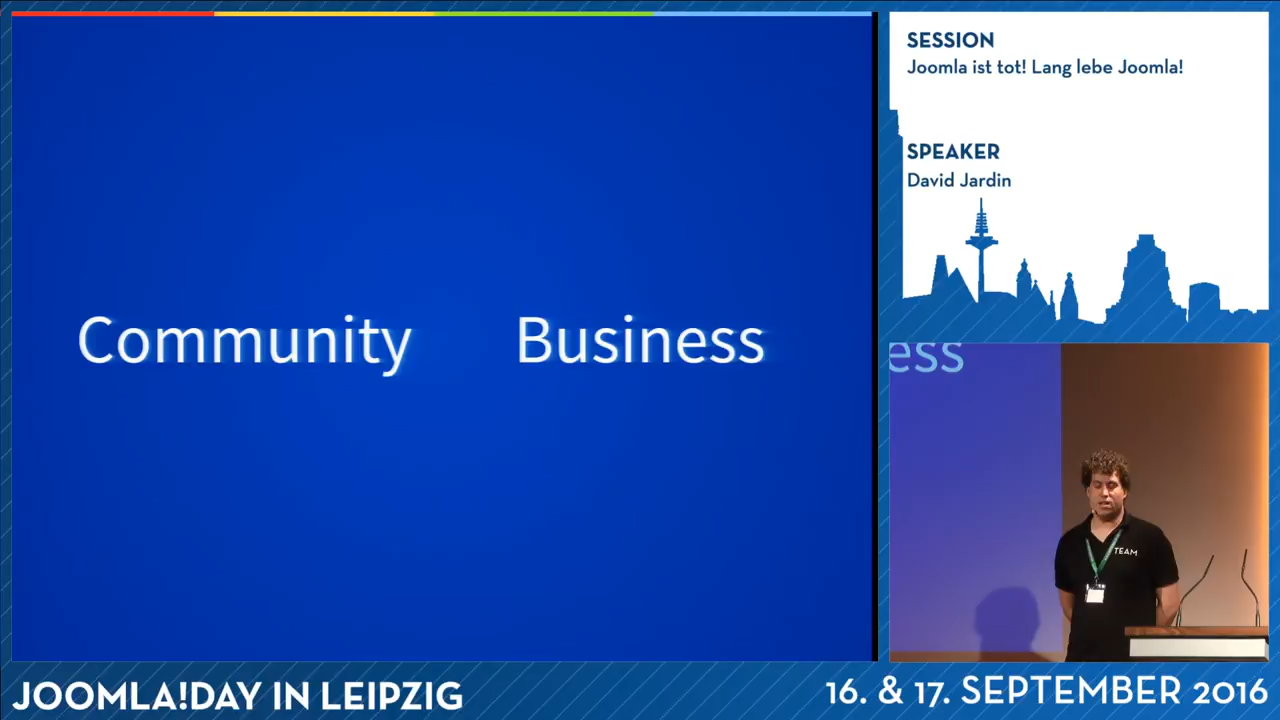 Community Business
SESSION
Joomla ist tot! Lang lebe Joomla!
SPEAKER
David Jardin
ess
TEAM
JOOMLA!DAY IN LEIPZIG
16. & 17. SEPTEMBER 2016